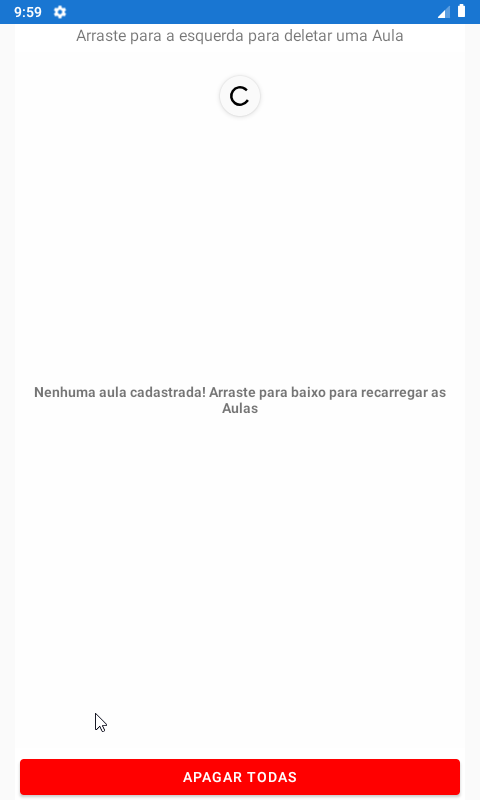 9:59
Arraste para a esquerda para deletar uma Aula
Nenhuma aula cadastrada! Arraste para baixo para recarregar as
Aulas
APAGAR TODAS